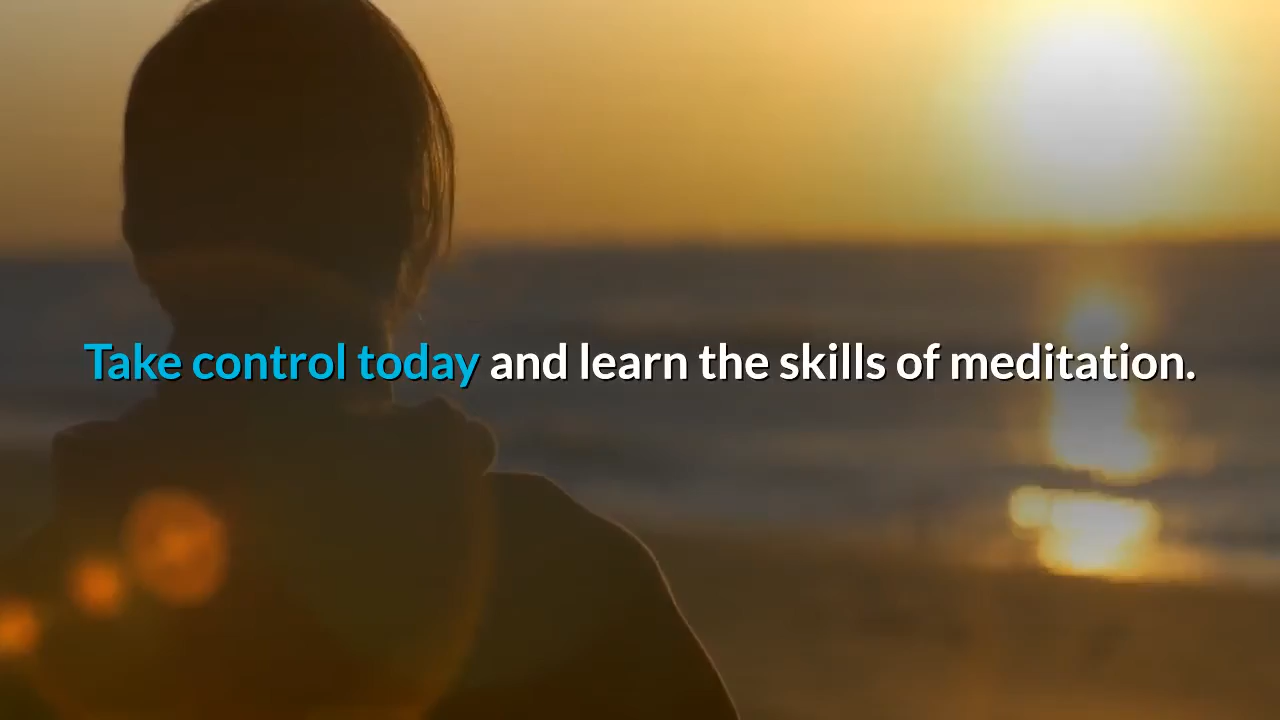 Take control today and learn the skills of meditation.